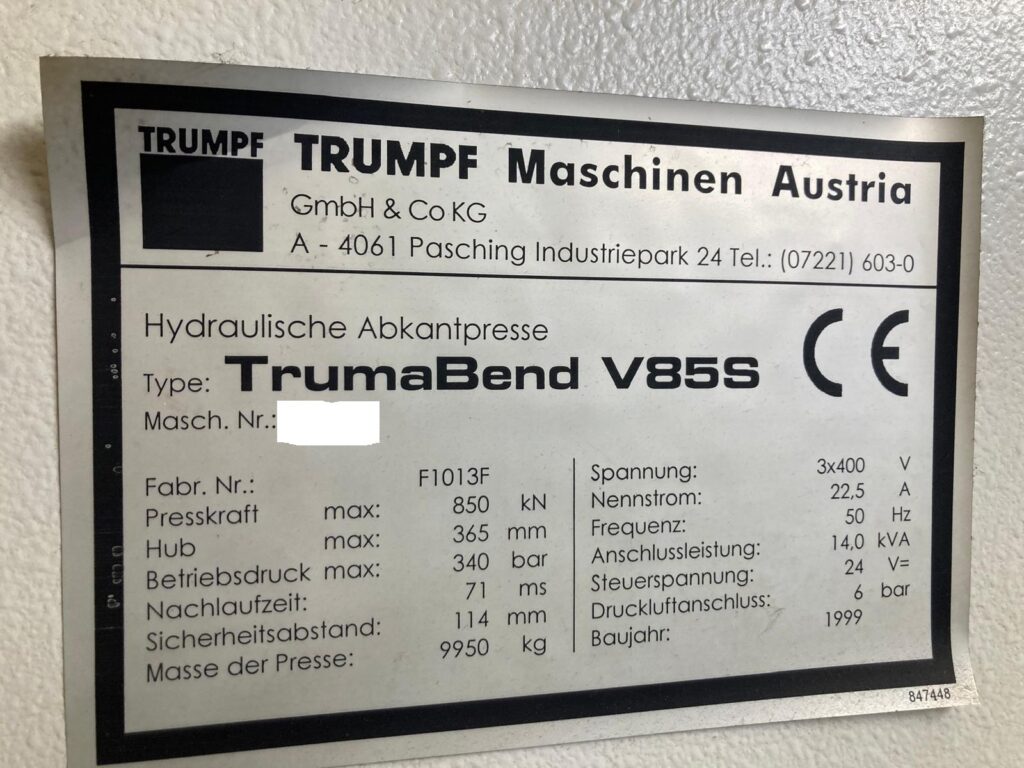 TRUMPF
TRUMPF Maschinen Austria
GmbH & Co KG
A - 4061 Pasching Industriepark 24 Tel.: (07221) 603-0
Hydraulische Abkantpresse
Type: TrumaBend V85S
CE
Masch. Nr.:
Fabr. Nr.: F1013F
Presskraft max: 850 kN
Hub max: 365 mm
Betriebsdruck max: 340 bar
Nachlaufzeit: 71 ms
Sicherheitsabstand: 114 mm
Masse der Presse: 9950 kg
Spannung: 3x400 V
Nennstrom: 22,5 A
Frequenz: 50 Hz
Anschlussleistung: 14,0 kVA
Steuerspannung: 24 V=
Druckluftanschluss: 6 bar
Baujahr: 1999
847448